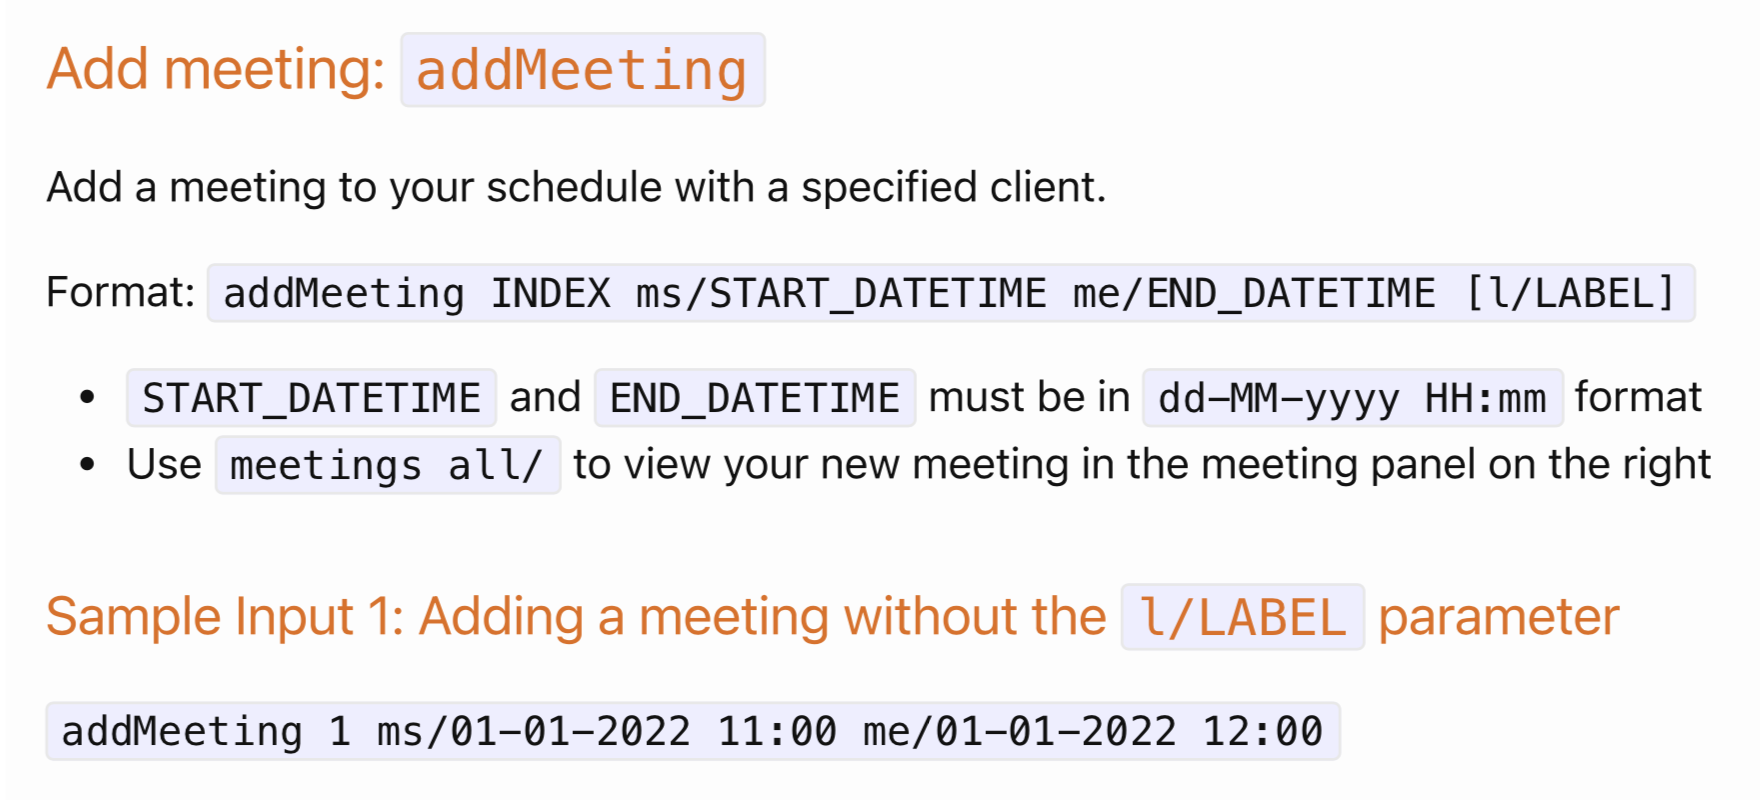 Add meeting: addMeeting
Add a meeting to your schedule with a specified client.
Format: addMeeting INDEX ms/START_DATETIME me/END_DATETIME [l/LABEL]
• START_DATETIME and END_DATETIME must be in dd-MM-yyyy HH:mm format
• Use meetings all/ to view your new meeting in the meeting panel on the right
Sample Input 1: Adding a meeting without the l/LABEL parameter
addMeeting 1 ms/01-01-2022 11:00 me/01-01-2022 12:00